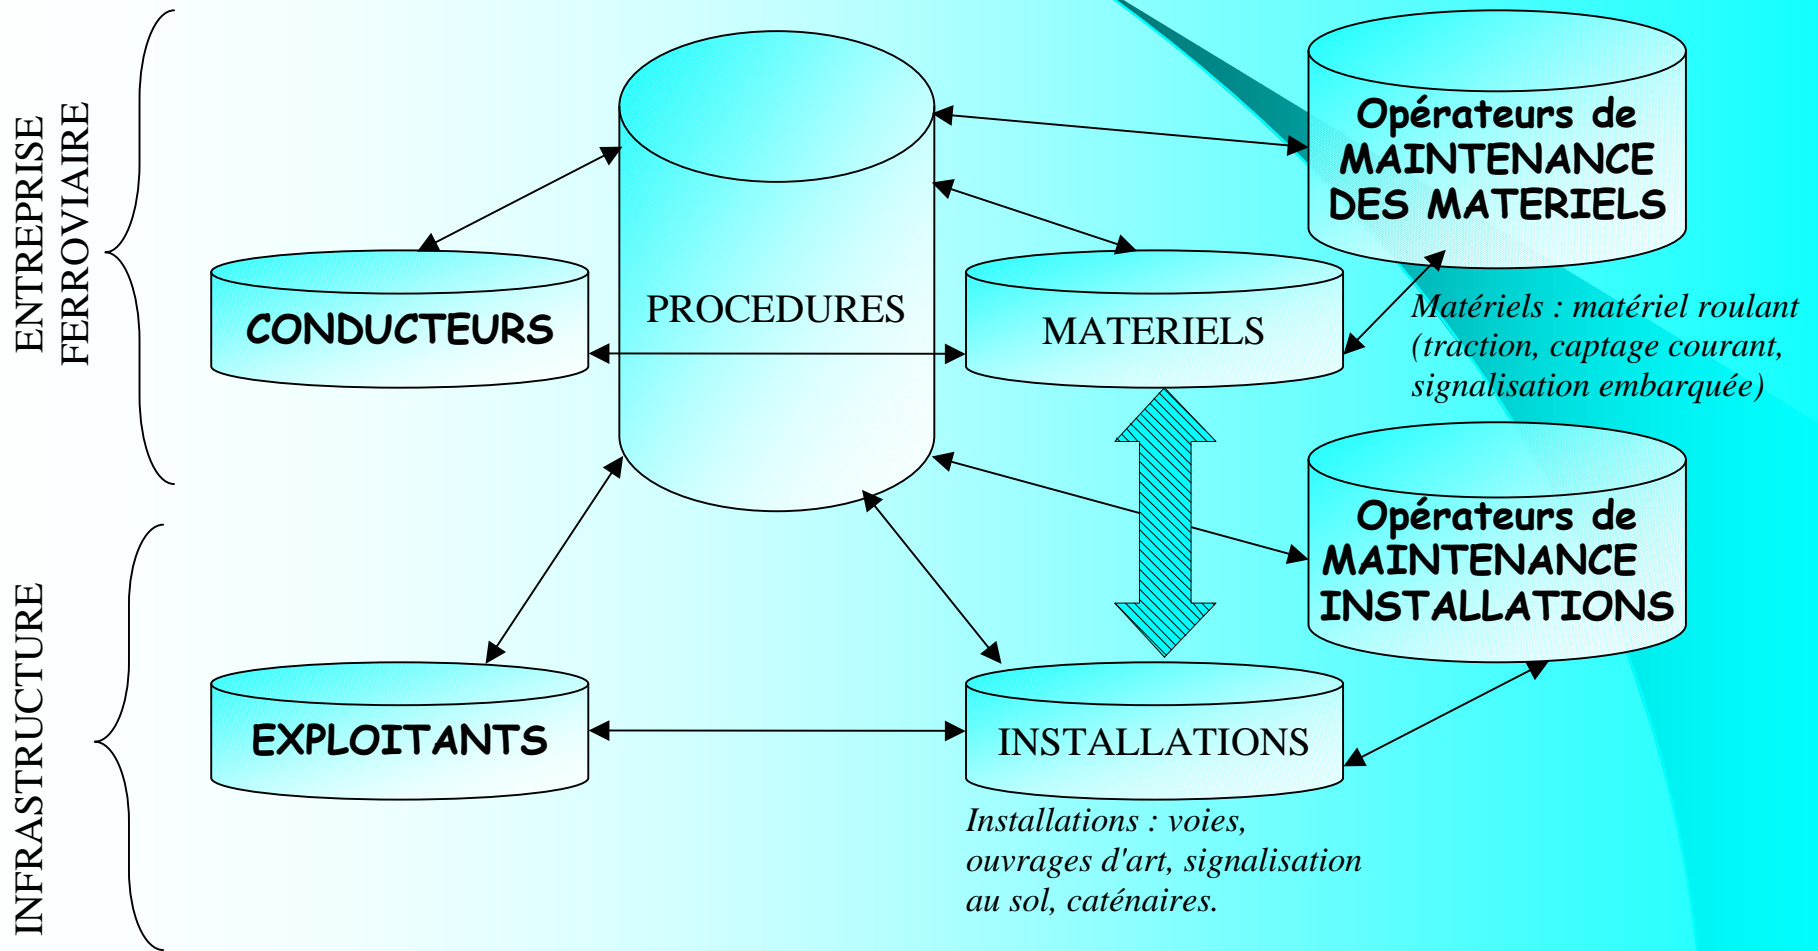 ENTREPRISE
FERROVIAIRE
Opérateurs de
MAINTENANCE
DES MATERIELS
CONDUCTEURS
PROCEDURES
MATERIELS
Matériels : matériel roulant
(traction, captage courant,
signalisation embarquée)
INFRASTRUCTURE
Opérateurs de
MAINTENANCE
INSTALLATIONS
EXPLOITANTS
INSTALLATIONS
Installations : voies,
ouvrages d'art, signalisation
au sol, caténaires.